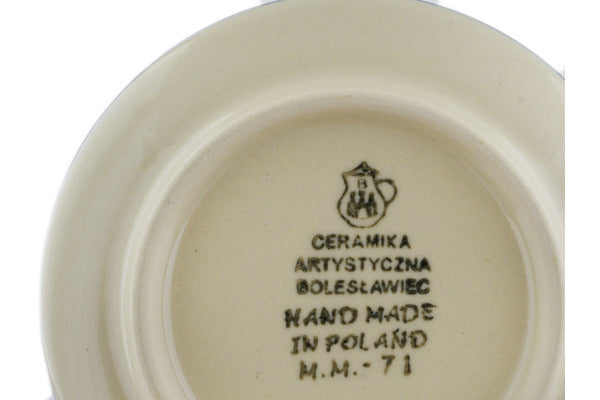 B
CERAMIKA
ARTYSTYCZNA
BOLESŁAWIEC
HAND MADE
IN POLAND
M.M.-71